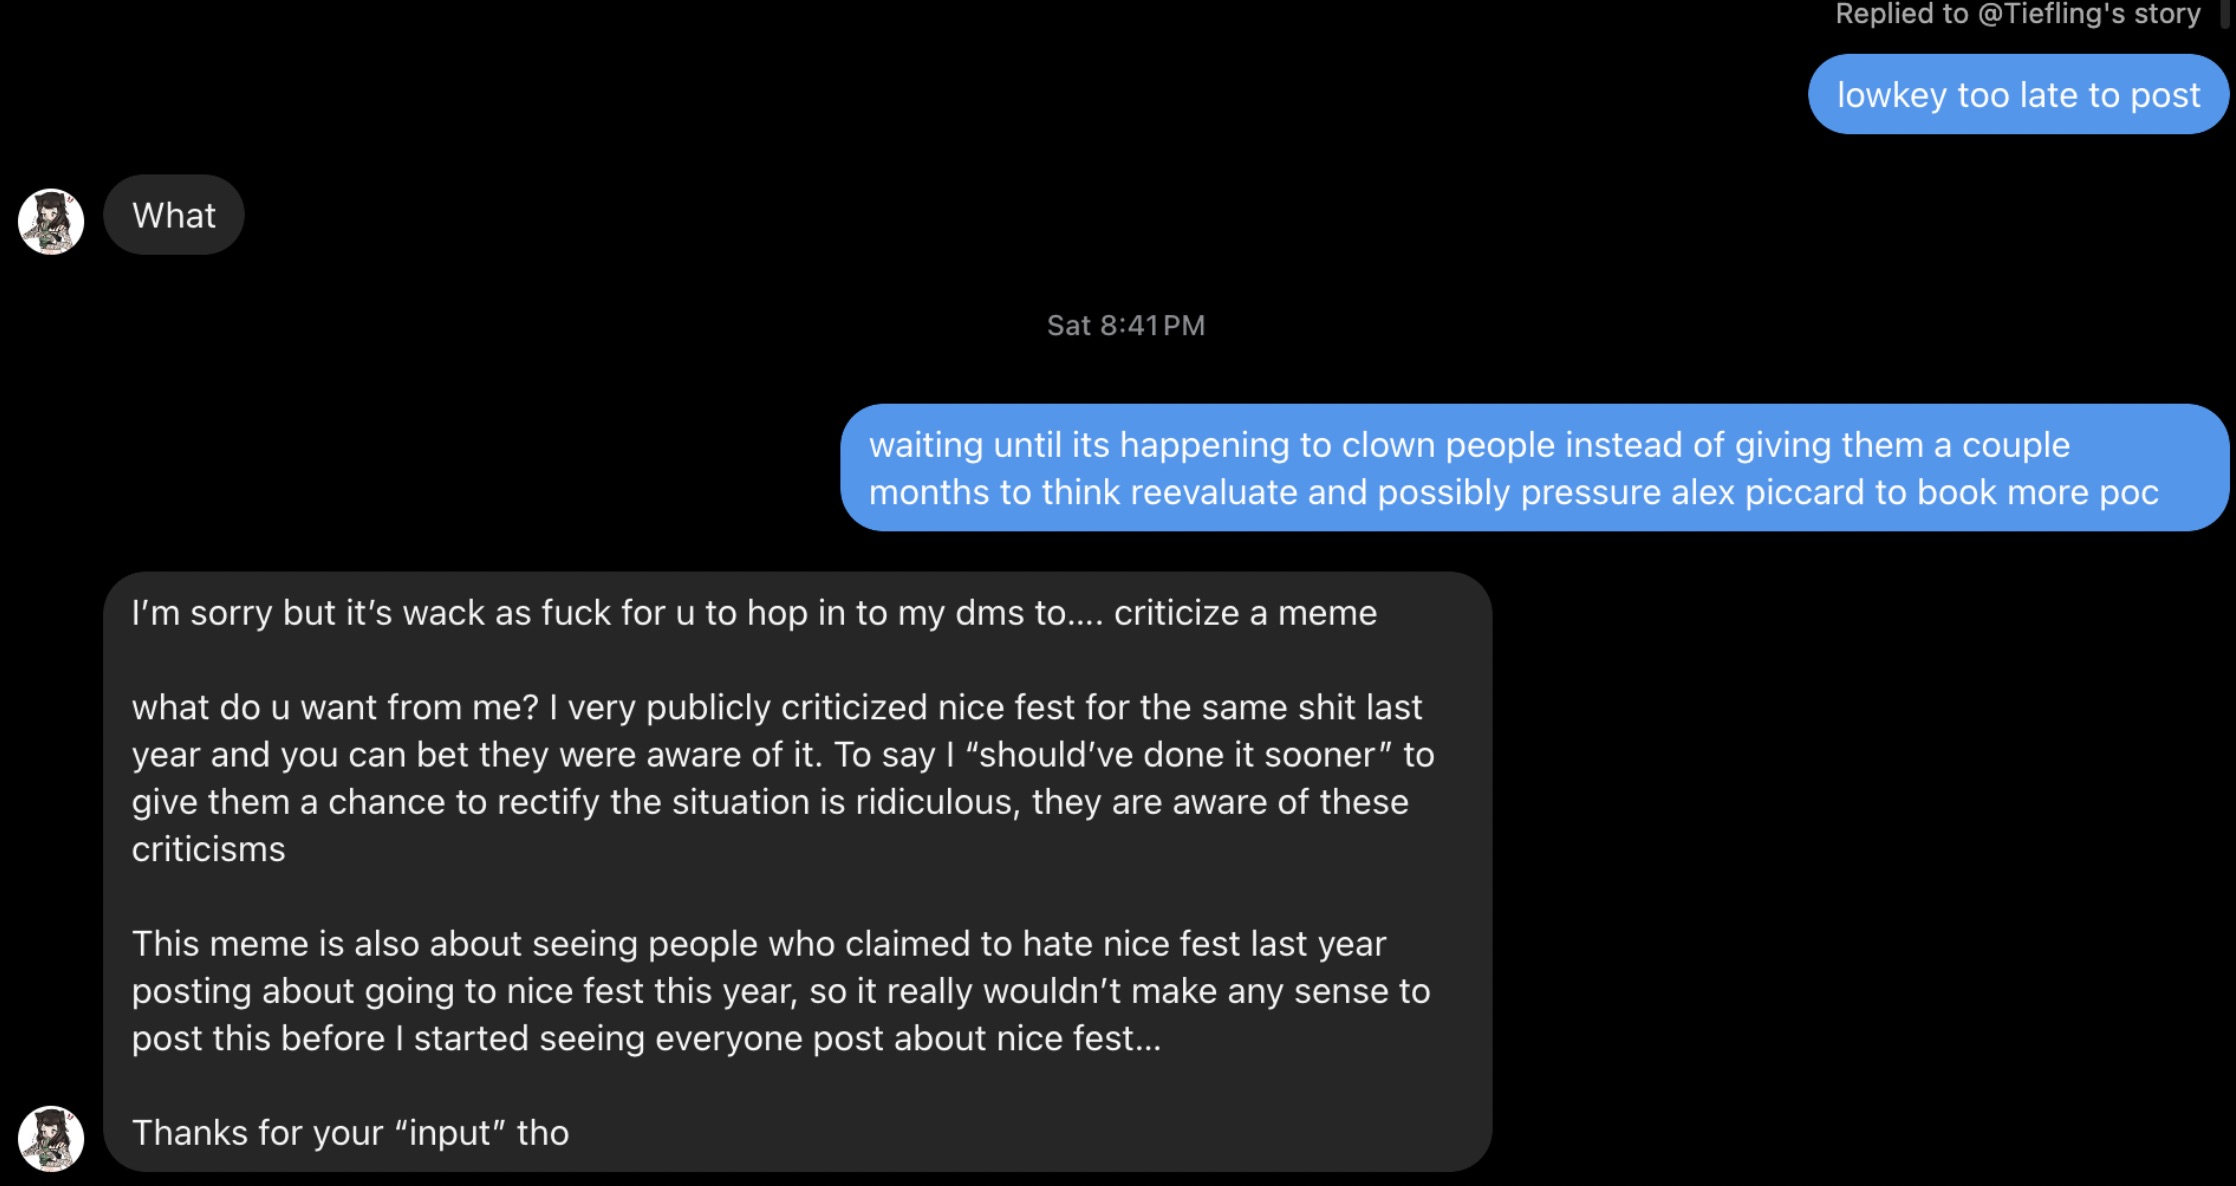 Replied to @Tiefling's story
lowkey too late to post
What
Sat 8:41 PM
waiting until its happening to clown people instead of giving them a couple
months to think reevaluate and possibly pressure alex piccard to book more poc
I’m sorry but it’s wack as fuck for u to hop in to my dms to.... criticize a meme
what do u want from me? I very publicly criticized nice fest for the same shit last
year and you can bet they were aware of it. To say I “should’ve done it sooner” to
give them a chance to rectify the situation is ridiculous, they are aware of these
criticisms
This meme is also about seeing people who claimed to hate nice fest last year
posting about going to nice fest this year, so it really wouldn’t make any sense to
post this before I started seeing everyone post about nice fest...
Thanks for your “input” tho